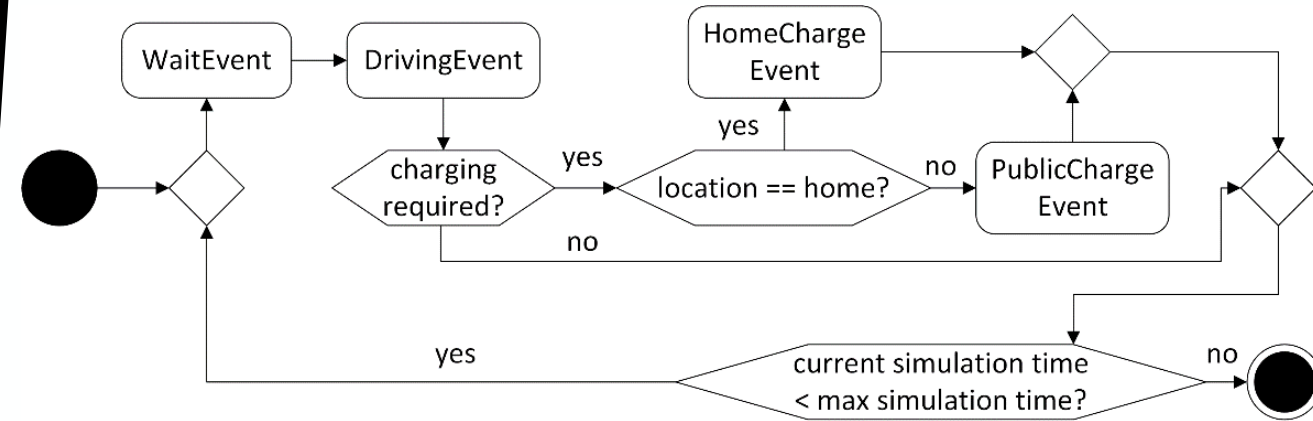 WaitEvent
DrivingEvent
HomeCharge
Event
yes
charging
required?
yes
location == home?
no
PublicCharge
Event
no
yes
current simulation time
< max simulation time?
no